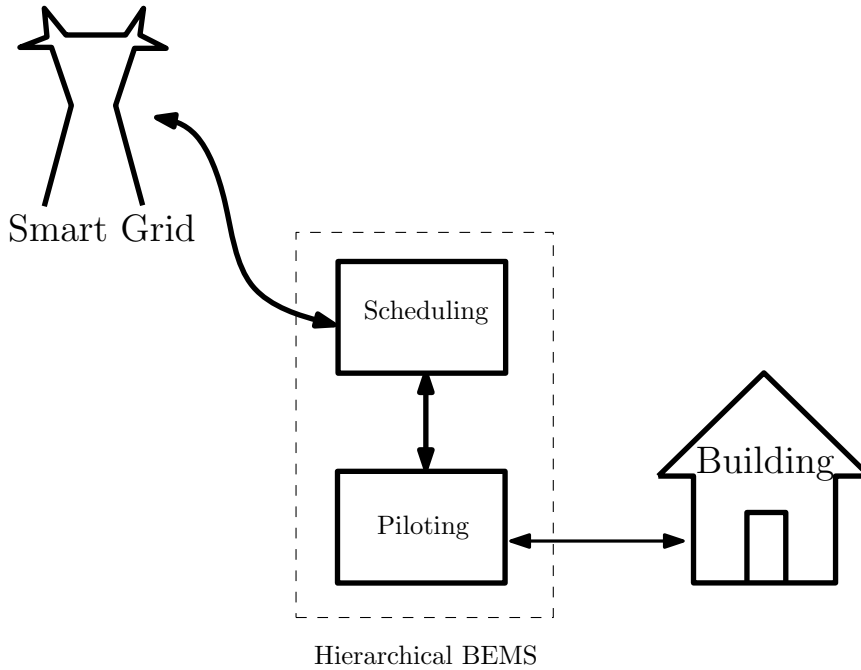 Smart Grid
Scheduling
Building
Piloting
Hierarchical BEMS